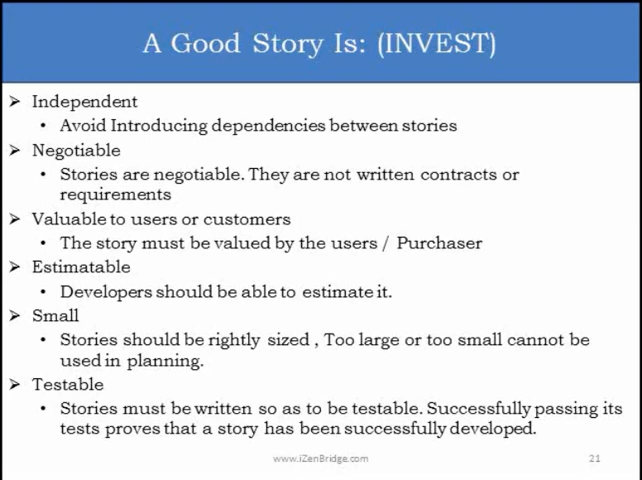 A Good Story Is: (INVEST)
➢ Independent
• Avoid Introducing dependencies between stories
➢ Negotiable
• Stories are negotiable. They are not written contracts or
requirements
➢ Valuable to users or customers
• The story must be valued by the users / Purchaser
➢ Estimatable
• Developers should be able to estimate it.
➢ Small
• Stories should be rightly sized , Too large or too small cannot be
used in planning.
➢ Testable
• Stories must be written so as to be testable. Successfully passing its
tests proves that a story has been successfully developed.
www.iZenBridge.com 21